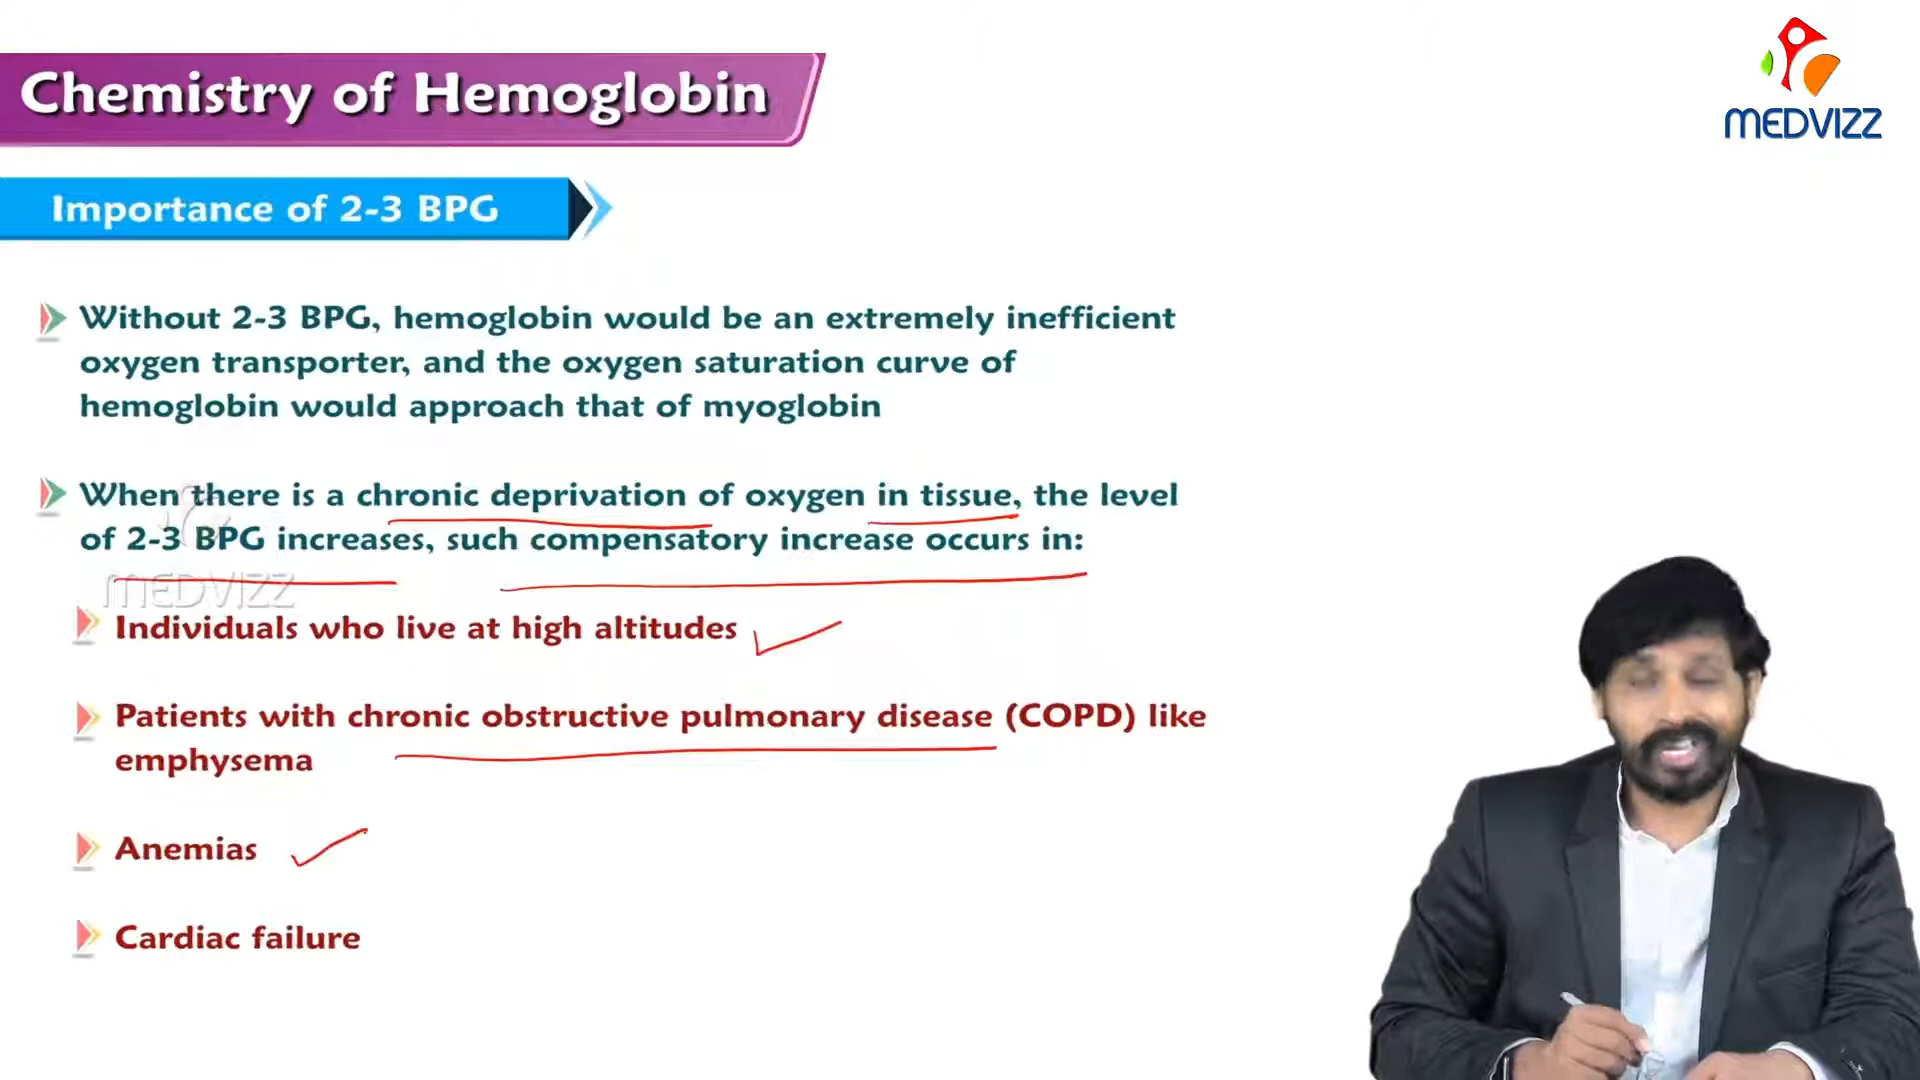 Chemistry of Hemoglobin
MEDVIZZ
Importance of 2-3 BPG
Without 2-3 BPG, hemoglobin would be an extremely inefficient
oxygen transporter, and the oxygen saturation curve of
hemoglobin would approach that of myoglobin
When there is a chronic deprivation of oxygen in tissue, the level
of 2-3 BPG increases, such compensatory increase occurs in:
MEDVIZZ
Individuals who live at high altitudes
Patients with chronic obstructive pulmonary disease (COPD) like
emphysema
Anemias
Cardiac failure